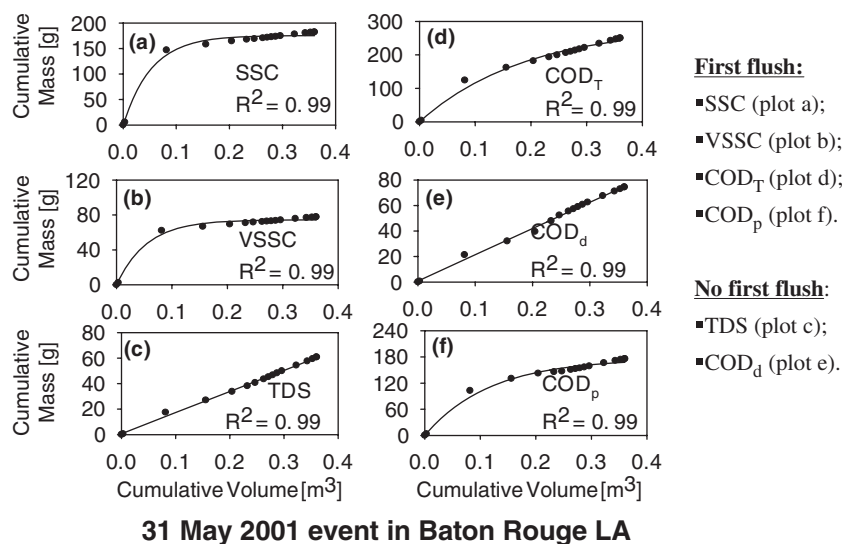 Cumulative Mass [g]
200
150
100
50
0
(a)
SSC
R² = 0.99
0.0 0.1 0.2 0.3 0.4
300
200
100
0
(d)
COD_T
R² = 0.99
0.0 0.1 0.2 0.3 0.4
Cumulative Mass [g]
120
80
40
0
(b)
VSSC
R² = 0.99
0.0 0.1 0.2 0.3 0.4
80
60
40
20
0
(e)
COD_d
R² = 0.99
0.0 0.1 0.2 0.3 0.4
Cumulative Mass [g]
80
60
40
20
0
(c)
TDS
R² = 0.99
0.0 0.1 0.2 0.3 0.4
Cumulative Volume [m³]
240
180
120
60
0
(f)
COD_p
R² = 0.99
0.0 0.1 0.2 0.3 0.4
Cumulative Volume [m³]
31 May 2001 event in Baton Rouge LA
First flush:
▪SSC (plot a);
▪VSSC (plot b);
▪COD_T (plot d);
▪COD_p (plot f).
No first flush:
▪TDS (plot c);
▪COD_d (plot e).